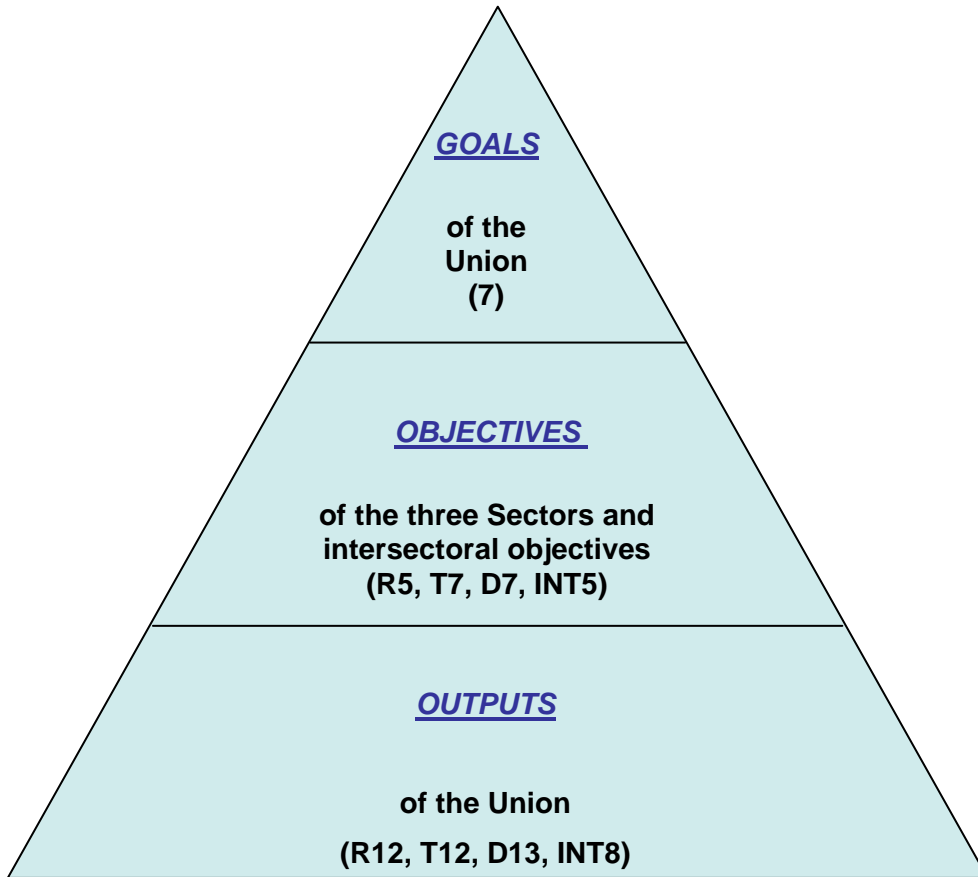 GOALS
of the
Union
(7)
OBJECTIVES
of the three Sectors and
intersectoral objectives
(R5, T7, D7, INT5)
OUTPUTS
of the Union
(R12, T12, D13, INT8)